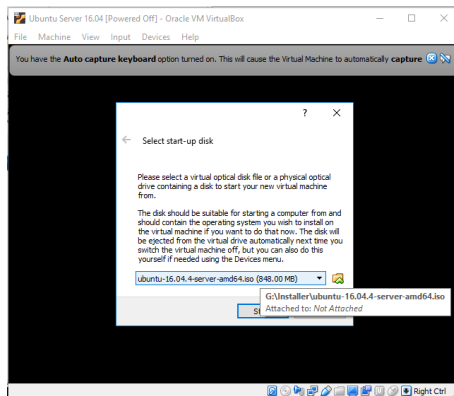 Ubuntu Server 16.04 [Powered Off] - Oracle VM VirtualBox
File Machine View Input Devices Help
You have the Auto capture keyboard option turned on. This will cause the Virtual Machine to automatically capture
?
Select start-up disk
Please select a virtual optical disk file or a physical optical
drive containing a disk to start your new virtual machine
from.
The disk should be suitable for starting a computer from and
should contain the operating system you wish to install on
the virtual machine if you want to do that now. The disk will
be ejected from the virtual drive automatically next time you
switch the virtual machine off, but you can also do this
yourself if needed using the Devices menu.
ubuntu-16.04.4-server-amd64.iso (848.00 MB)
G:\Installer\ubuntu-16.04.4-server-amd64.iso
Attached to: Not Attached
Right Ctrl